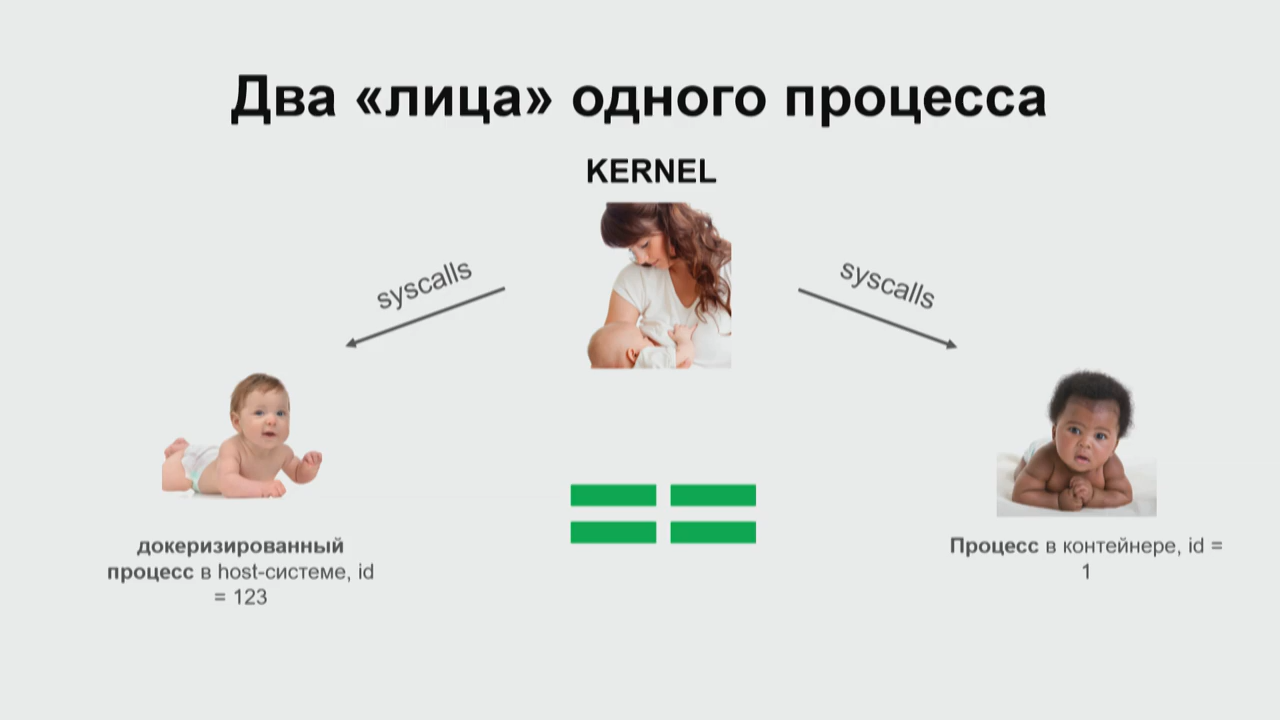 Два «лица» одного процесса
KERNEL
syscalls
syscalls
докеризированный
процесс в host-системе, id
= 123
Процесс в контейнере, id =
1